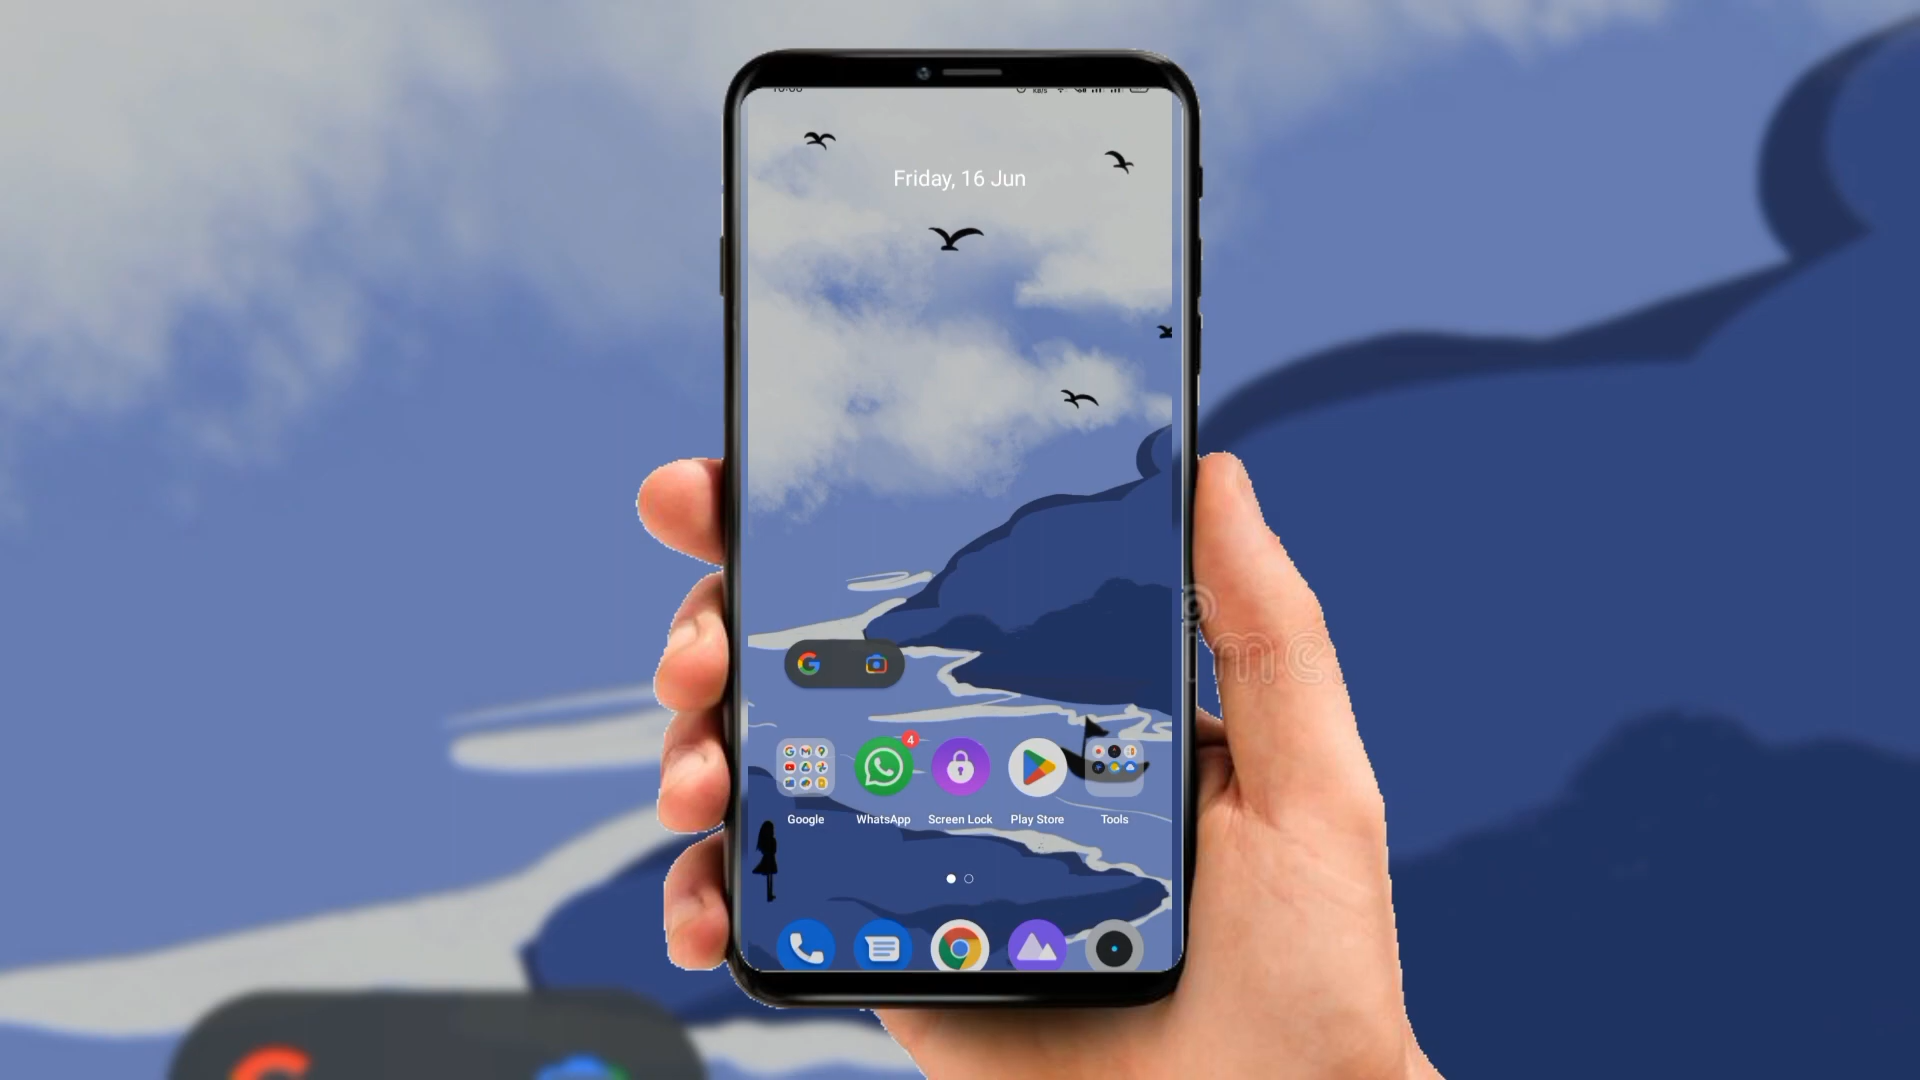 Friday, 16 Jun
4
Google
WhatsApp
Screen Lock
Play Store
Tools